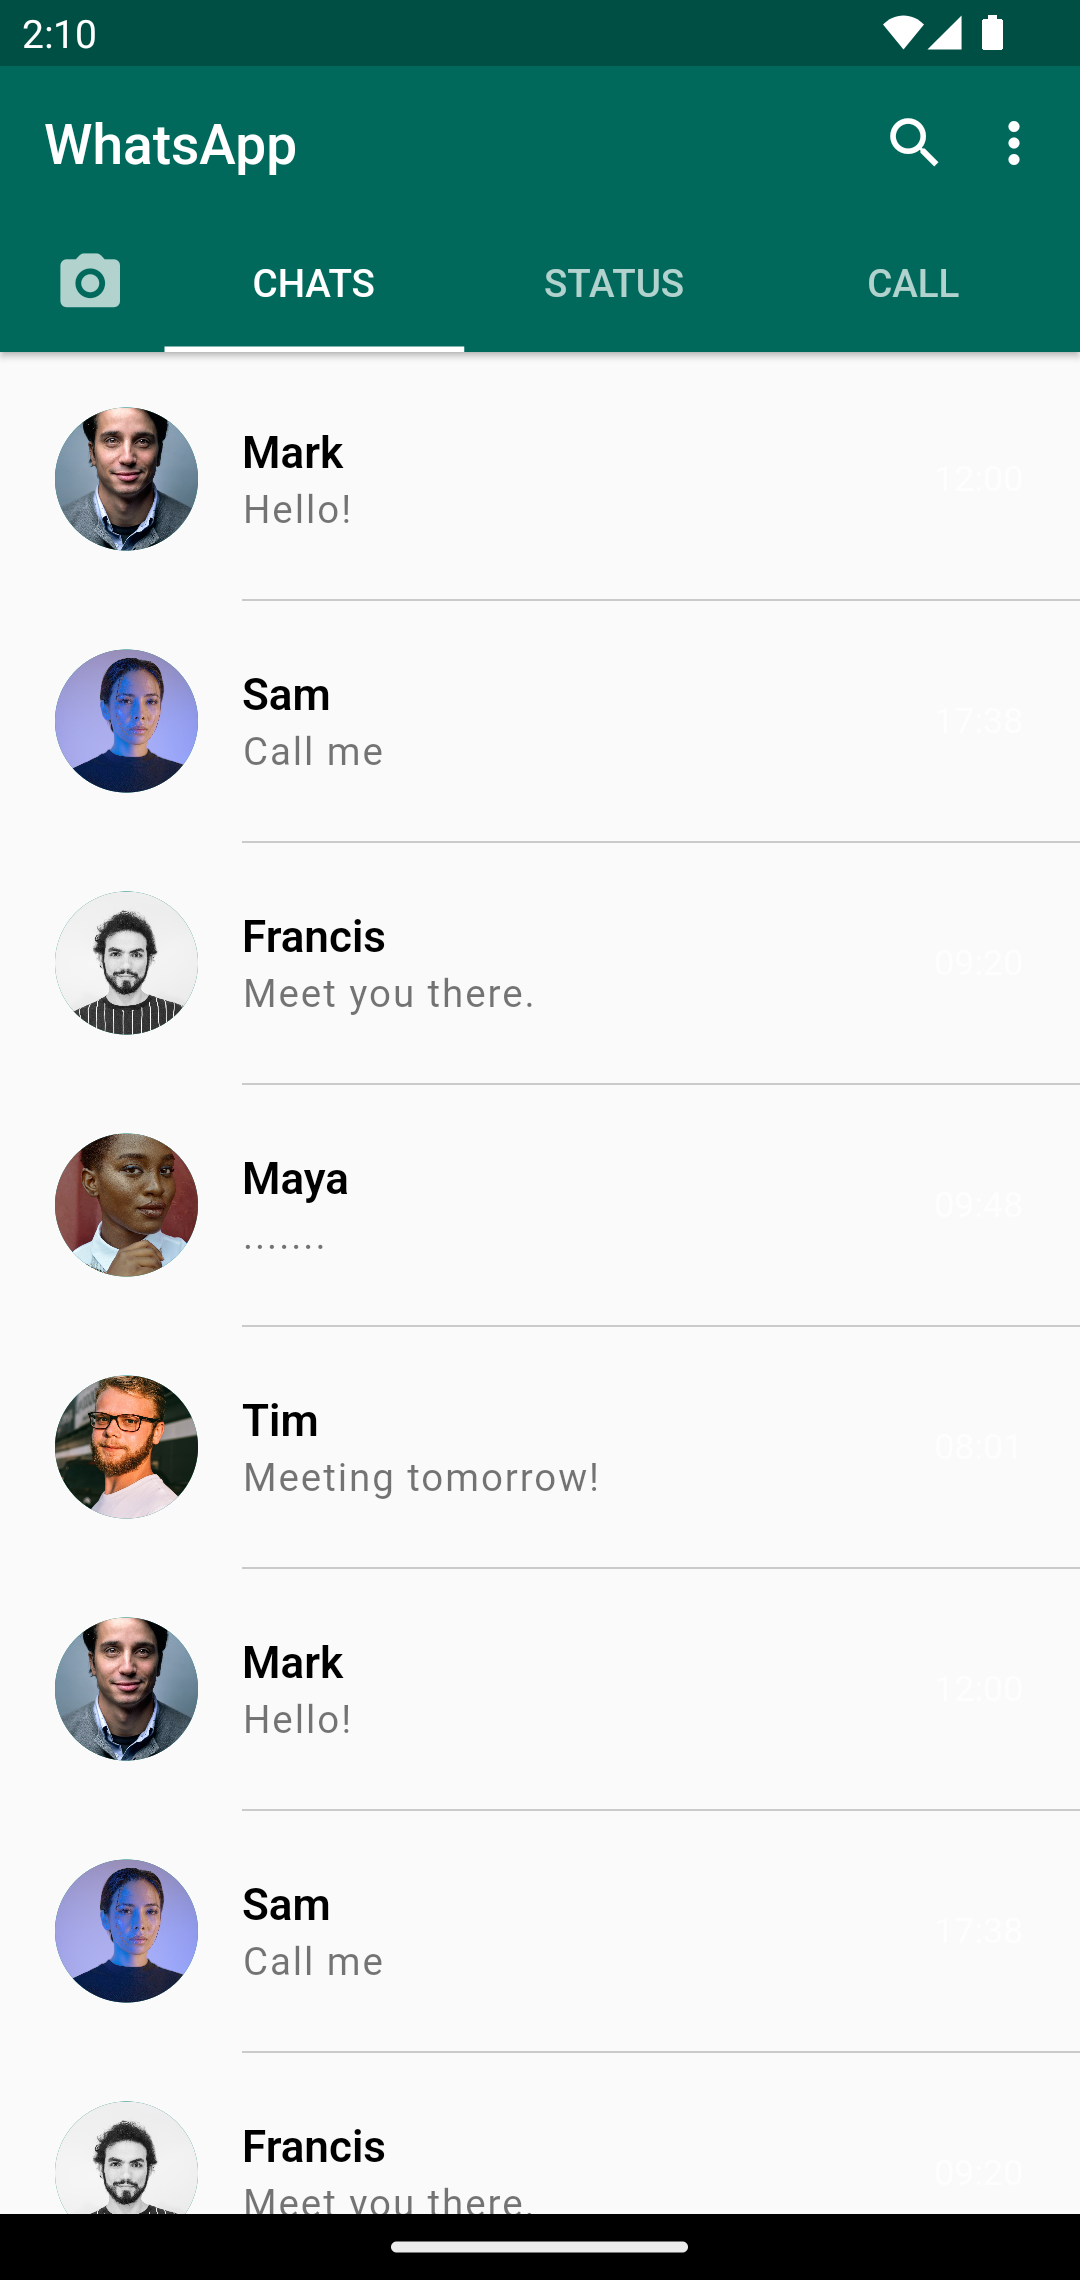 2:10
WhatsApp
CHATS STATUS CALL
Mark
Hello!
12:00
Sam
Call me
17:38
Francis
Meet you there.
09:20
Maya
.......
09:48
Tim
Meeting tomorrow!
08:01
Mark
Hello!
12:00
Sam
Call me
17:38
Francis
Meet you there.
09:20